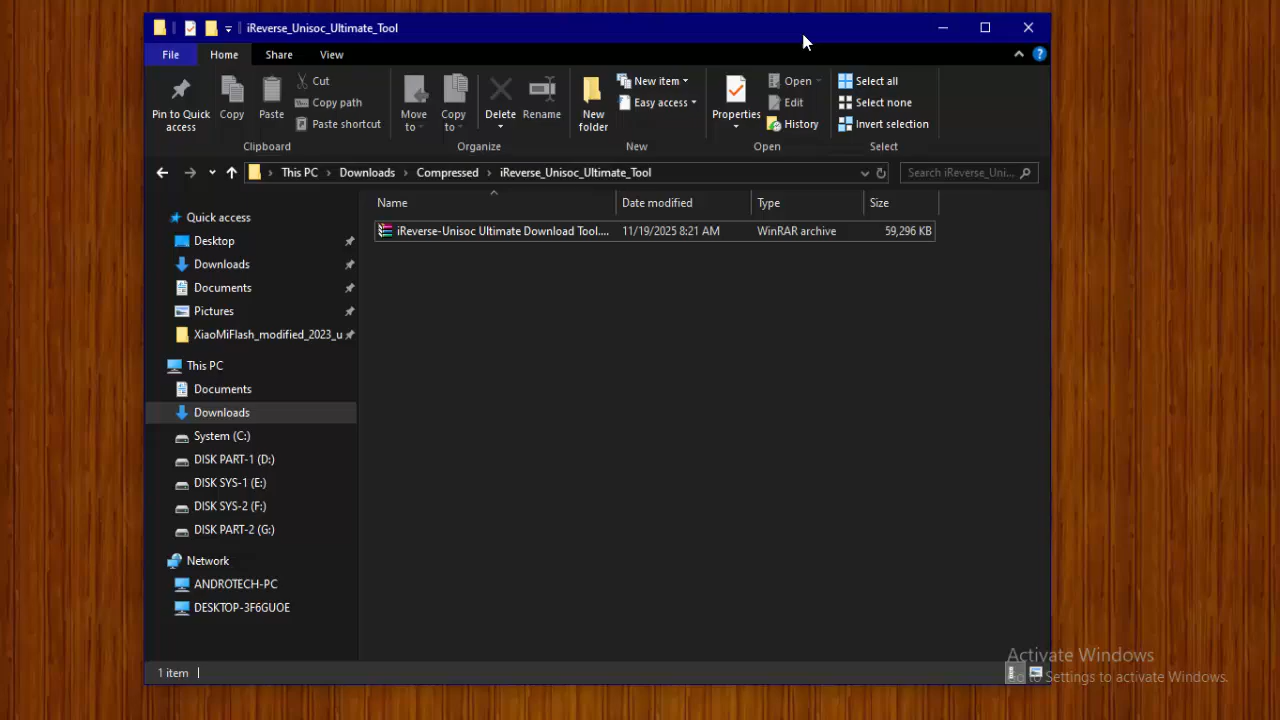 iReverse_Unisoc_Ultimate_Tool
File Home Share View
Pin to Quick access
Copy
Paste
Cut
Copy path
Paste shortcut
Clipboard
Move to
Copy to
Delete
Rename
Organize
New folder
New item
Easy access
New
Properties
Open
Edit
History
Open
Select all
Select none
Invert selection
Select
This PC > Downloads > Compressed > iReverse_Unisoc_Ultimate_Tool
Search iReverse_Uni...
Name Date modified Type Size
iReverse-Unisoc Ultimate Download Tool.... 11/19/2025 8:21 AM WinRAR archive 59,296 KB
Quick access
Desktop
Downloads
Documents
Pictures
XiaoMiFlash_modified_2023_u
This PC
Documents
Downloads
System (C:)
DISK PART-1 (D:)
DISK SYS-1 (E:)
DISK SYS-2 (F:)
DISK PART-2 (G:)
Network
ANDROTECH-PC
DESKTOP-3F6GUOE
1 item
Activate Windows
Go to Settings to activate Windows.